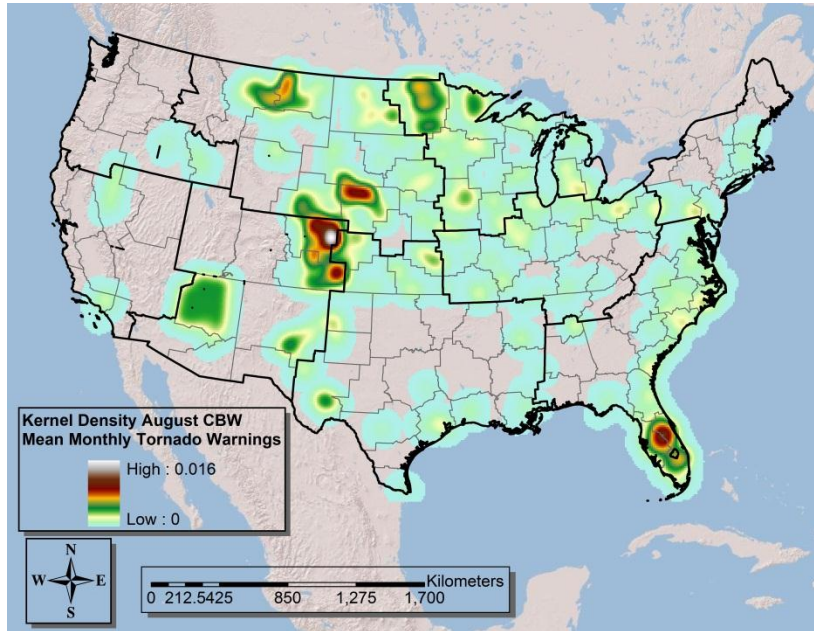 Kernel Density August CBW
Mean Monthly Tornado Warnings
High : 0.016
Low : 0
N
W E
S
Kilometers
0 212.5425 850 1,275 1,700